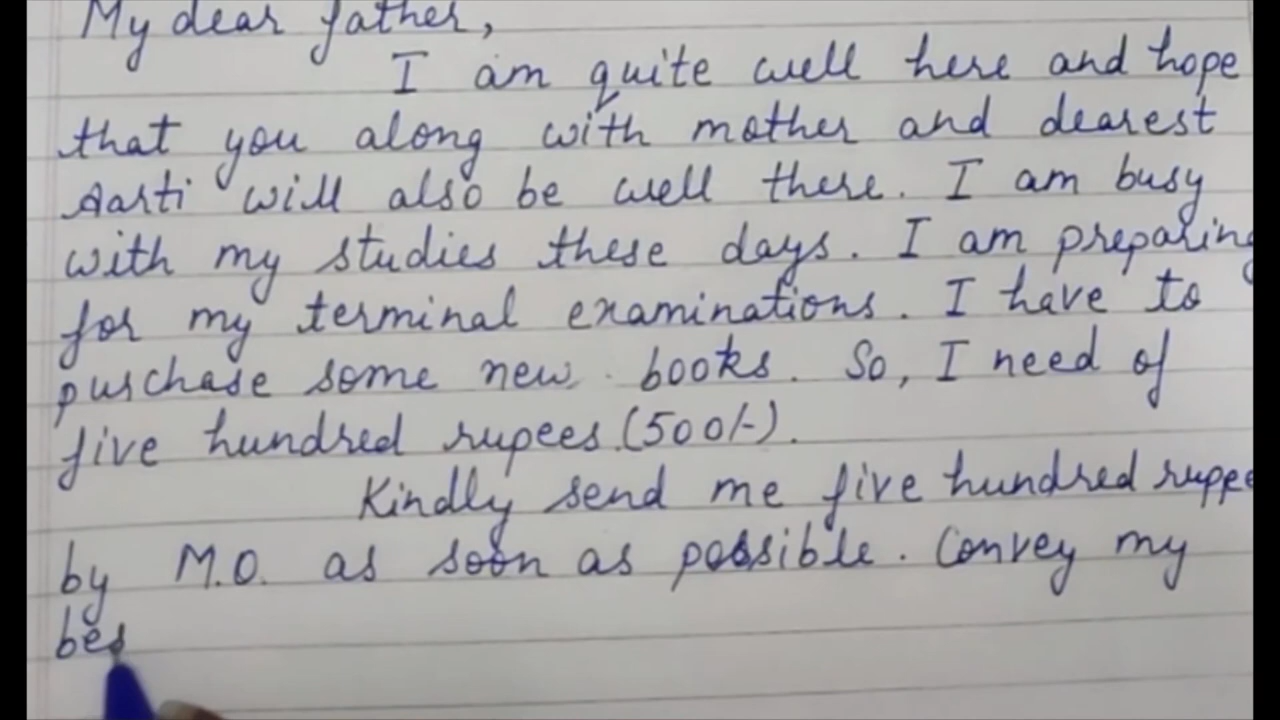 My dear father,
I am quite well here and hope
that you along with mother and dearest
Aarti will also be well there. I am busy
with my studies these days. I am preparing
for my terminal examinations. I have to
purchase some new books. So, I need of
five hundred rupees (500/-).
Kindly send me five hundred rupee
by M.O. as soon as possible. Convey my
bes